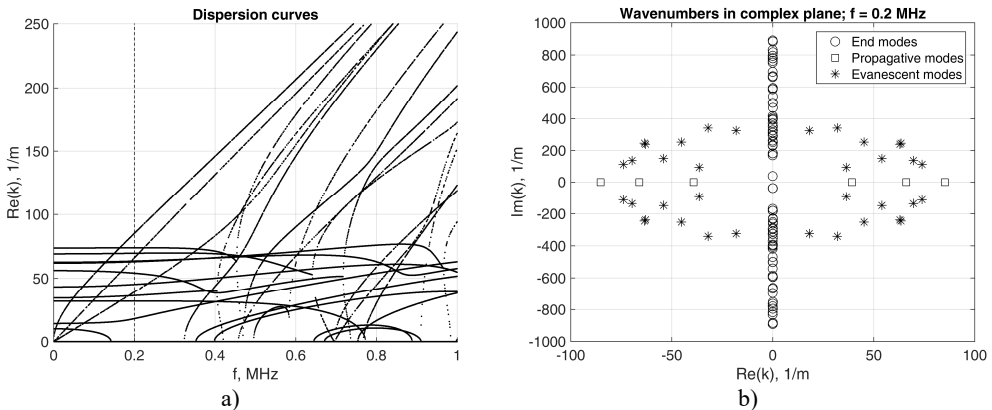 Dispersion curves
250
200
150
100
50
0
Re(k), 1/m
0
0.2
0.4
0.6
0.8
1
f, MHz
a)
Wavenumbers in complex plane; f = 0.2 MHz
1000
800
600
400
200
0
-200
-400
-600
-800
-1000
Im(k), 1/m
End modes
Propagative modes
Evanescent modes
-100
-50
0
50
100
Re(k), 1/m
b)